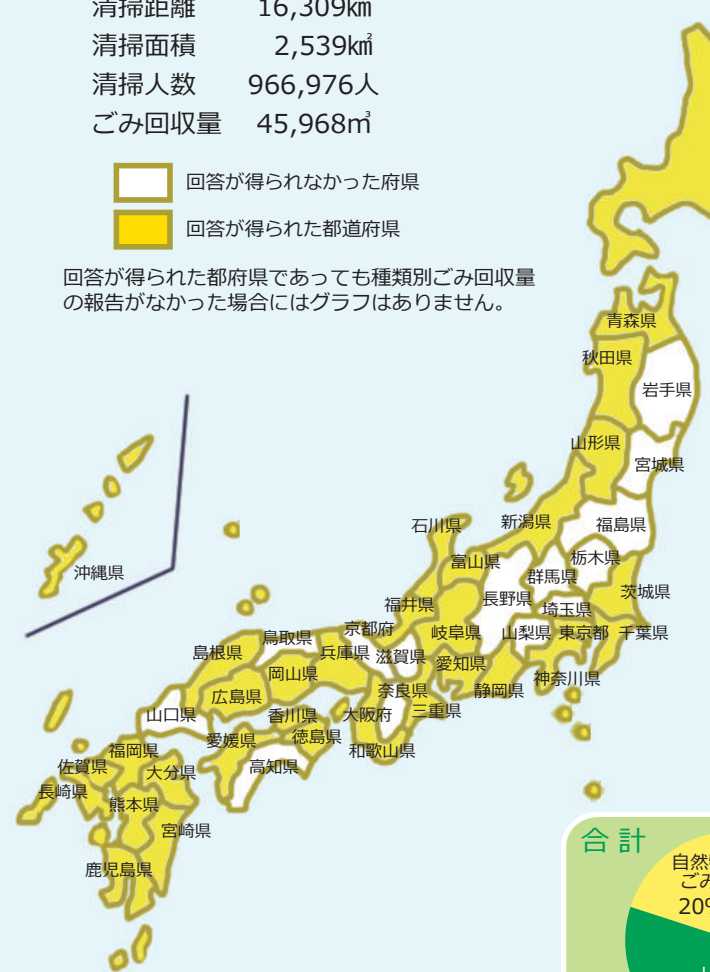 清掃距離 16,309㎞
清掃面積 2,539㎢
清掃人数 966,976人
ごみ回収量 45,968㎥
回答が得られなかった府県
回答が得られた都道府県
回答が得られた都府県であっても種類別ごみ回収量
の報告がなかった場合にはグラフはありません。
青森県
秋田県
岩手県
山形県
宮城県
石川県
新潟県
福島県
富山県
栃木県
群馬県
沖縄県
茨城県
福井県
長野県
埼玉県
京都府
岐阜県
山梨県
東京都
千葉県
鳥取県
島根県
兵庫県
滋賀県
愛知県
岡山県
神奈川県
静岡県
奈良県
広島県
三重県
山口県
香川県
大阪府
徳島県
愛媛県
和歌山県
福岡県
佐賀県
大分県
高知県
長崎県
熊本県
宮崎県
鹿児島県
合計
自然
ごみ
20%